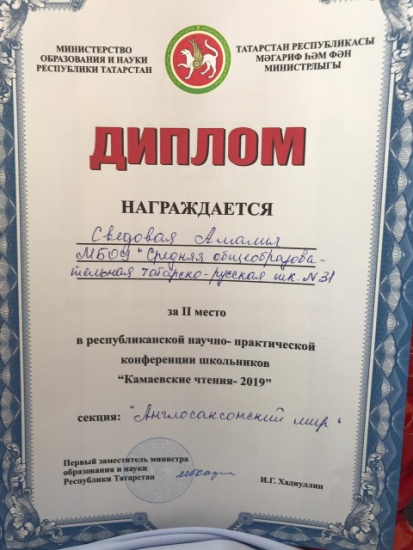 МИНИСТЕРСТВО
ОБРАЗОВАНИЯ И НАУКИ
РЕСПУБЛИКИ ТАТАРСТАН
ТАТАРСТАН РЕСПУБЛИКАСЫ
МӘГАРИФ ҺӘМ ФӘН
МИНИСТРЛЫГЫ
ДИПЛОМ
НАГРАЖДАЕТСЯ
Сведовая Амалия
МБОУ "Средняя общеобразова-
тельная татарско-русская шк. N 31
за II место
в республиканской научно- практической
конференции школьников
"Камаевские чтения- 2019"
секция: "Англосаксонский мир"
Первый заместитель министра
образования и науки
Республики Татарстан
И.Г. Хадиуллин